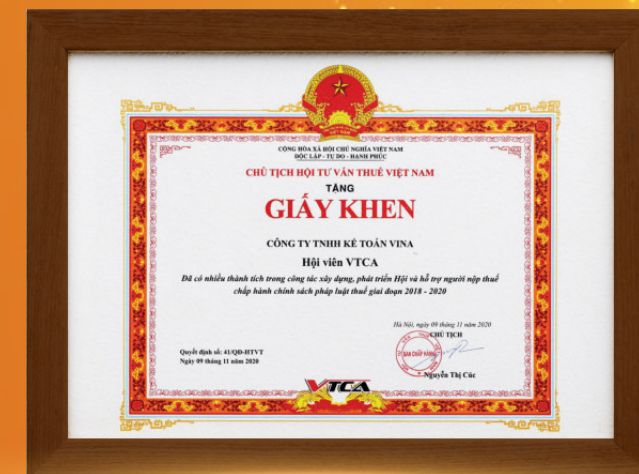 CỘNG HÒA XÃ HỘI CHỦ NGHĨA VIỆT NAM
ĐỘC LẬP - TỰ DO - HẠNH PHÚC
CHỦ TỊCH HỘI TƯ VẤN THUẾ VIỆT NAM
TẶNG
GIẤY KHEN
CÔNG TY TNHH KẾ TOÁN VINA
Hội viên VTCA
Đã có nhiều thành tích trong công tác xây dựng, phát triển Hội và hỗ trợ người nộp thuế
chấp hành chính sách pháp luật thuế giai đoạn 2018 - 2020
Hà Nội, ngày 09 tháng 11 năm 2020
CHỦ TỊCH
BAN CHẤP HÀNH
Quyết định số: 41/QĐ-HTVT
Ngày 09 tháng 11 năm 2020
Nguyễn Thị Cúc
VTCA